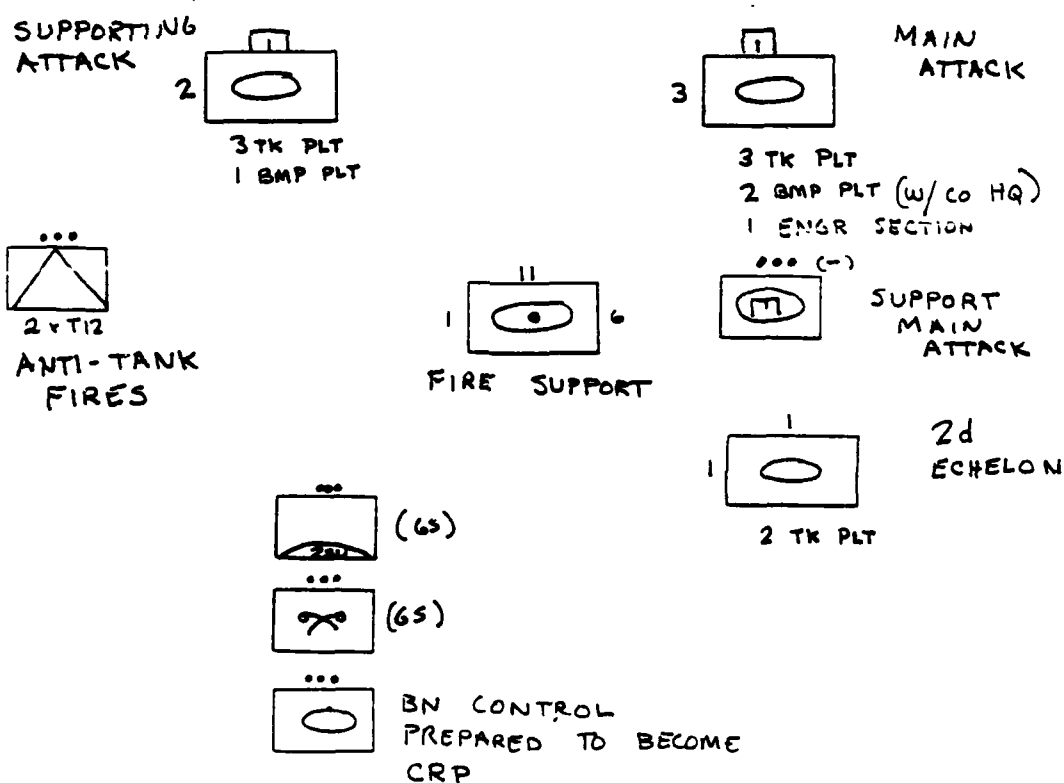 SUPPORTING
ATTACK
2
3 TK PLT
1 BMP PLT
MAIN
ATTACK
3
3 TK PLT
2 BMP PLT (W/ CO HQ)
1 ENGR SECTION
2 x T12
ANTI-TANK
FIRES
1
6
FIRE SUPPORT
(-)
SUPPORT
MAIN
ATTACK
1
2d
ECHELON
2 TK PLT
(GS)
(GS)
BN CONTROL
PREPARED TO BECOME
CRP